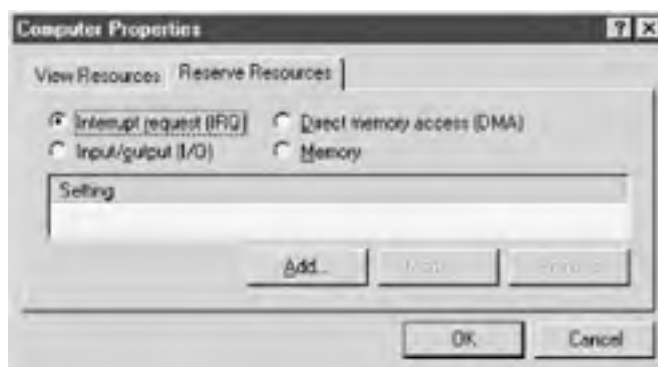 Computer Properties
View Resources Reserve Resources
Interrupt request (IRQ) Direct memory access (DMA)
Input/output (I/O) Memory
Setting
Add...
OK Cancel